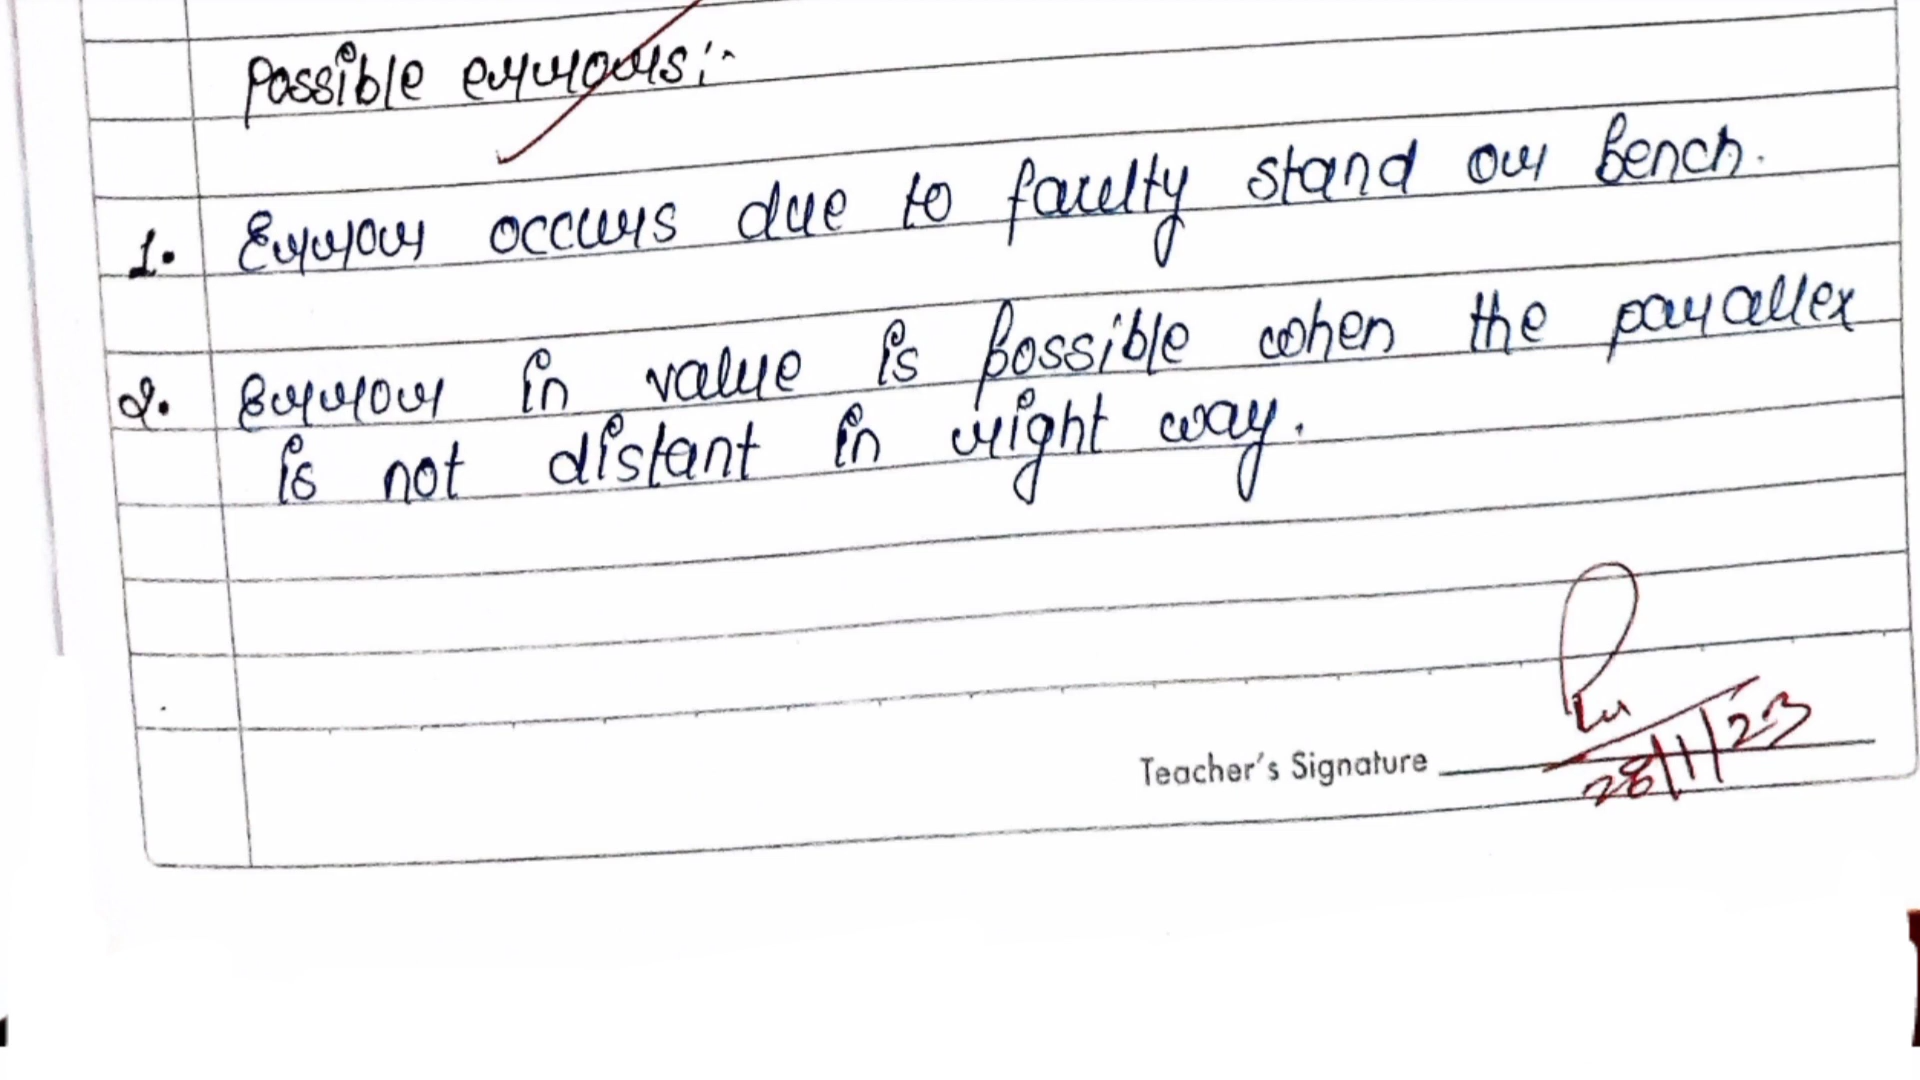 Possible errors:-
1. Error occurs due to faculty stand or bench.
2. Error in value is possible when the parallex
is not distant in right way.
Teacher's Signature
28/1/23